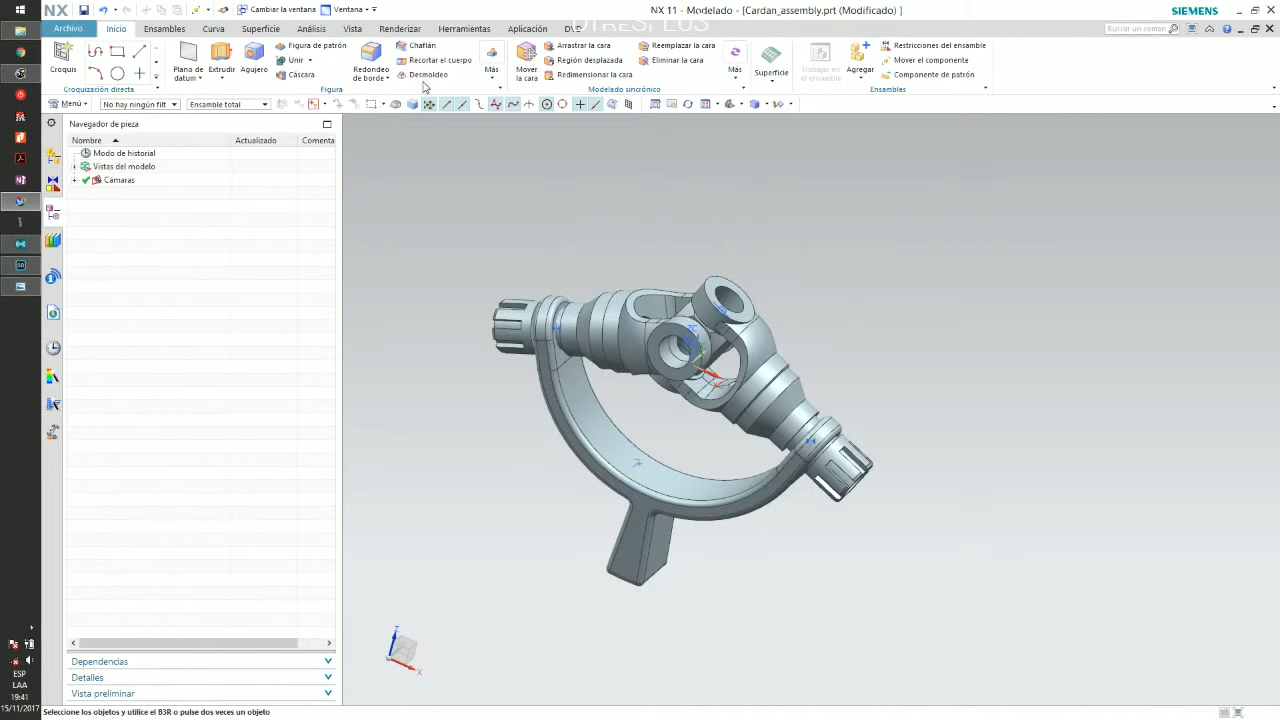 NX
Cambiar la ventana
Ventana
NX 11 - Modelado - [Cardan_assembly.prt (Modificado) ]
SIEMENS
Archivo
Inicio
Ensambles
Curva
Superficie
Análisis
Vista
Renderizar
Herramientas
Aplicación
Buscar un coman
Croquis
Plano de datum
Extrudir
Agujero
Figura de patrón
Unir
Cáscara
Redondeo de borde
Chaflán
Recortar el cuerpo
Desmoldeo
Más
Mover la cara
Arrastrar la cara
Región desplazada
Redimensionar la cara
Reemplazar la cara
Eliminar la cara
Más
Superficie
Trabajar en el ensamble
Agregar
Restricciones del ensamble
Mover el componente
Componente de patrón
Croquización directa
Figura
Modelado sincrónico
Ensambles
Menú
No hay ningún filt
Ensamble total
Navegador de pieza
Nombre
Actualizado
Comenta
Modo de historial
Vistas del modelo
Cámaras
ZC
Z
X
Dependencias
Detalles
Vista preliminar
ESP
LAA
19:41
15/11/2017
Seleccione los objetos y utilice el B3R o pulse dos veces un objeto